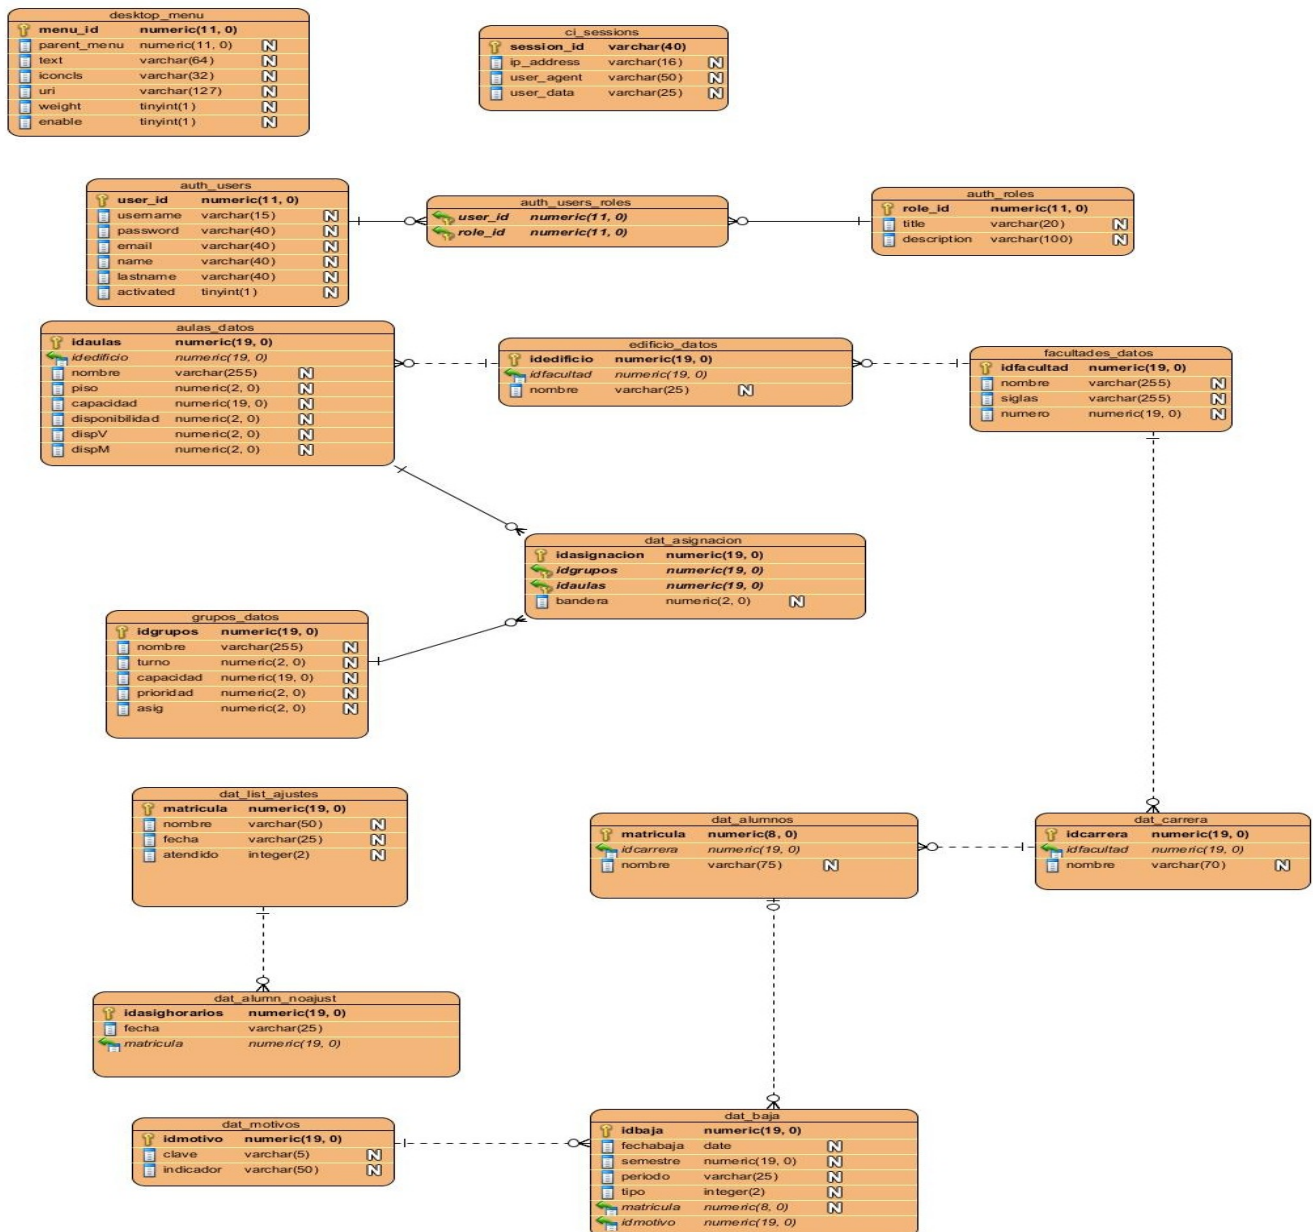 desktop_menu
menu_id numeric(11, 0)
parent_menu numeric(11, 0) N
text varchar(64) N
iconcls varchar(32) N
uri varchar(127) N
weight tinyint(1) N
enable tinyint(1) N
ci_sessions
session_id varchar(40)
ip_address varchar(16) N
user_agent varchar(50) N
user_data varchar(25) N
auth_users
user_id numeric(11, 0)
username varchar(15) N
password varchar(40) N
email varchar(40) N
name varchar(40) N
lastname varchar(40) N
activated tinyint(1) N
auth_users_roles
user_id numeric(11, 0)
role_id numeric(11, 0)
auth_roles
role_id numeric(11, 0)
title varchar(20) N
description varchar(100) N
aulas_datos
idaulas numeric(19, 0)
idedificio numeric(19, 0)
nombre varchar(255) N
piso numeric(2, 0) N
capacidad numeric(19, 0) N
disponibilidad numeric(2, 0) N
dispV numeric(2, 0) N
dispM numeric(2, 0) N
edificio_datos
idedificio numeric(19, 0)
idfacultad numeric(19, 0)
nombre varchar(25) N
facultades_datos
idfacultad numeric(19, 0)
nombre varchar(255) N
siglas varchar(255) N
numero numeric(19, 0) N
dat_asignacion
idasignacion numeric(19, 0)
idgrupos numeric(19, 0)
idaulas numeric(19, 0)
bandera numeric(2, 0) N
grupos_datos
idgrupos numeric(19, 0)
nombre varchar(255) N
turno numeric(2, 0) N
capacidad numeric(19, 0) N
prioridad numeric(2, 0) N
asig numeric(2, 0) N
dat_list_ajustes
matricula numeric(19, 0)
nombre varchar(50) N
fecha varchar(25) N
atendido integer(2) N
dat_alumnos
matricula numeric(8, 0)
idcarrera numeric(19, 0)
nombre varchar(75) N
dat_carrera
idcarrera numeric(19, 0)
idfacultad numeric(19, 0)
nombre varchar(70) N
dat_alumn_noajust
idasighorarios numeric(19, 0)
fecha varchar(25)
matricula numeric(19, 0)
dat_motivos
idmotivo numeric(19, 0)
clave varchar(5) N
indicador varchar(50) N
dat_baja
idbaja numeric(19, 0)
fechabaja date N
semestre numeric(19, 0) N
periodo varchar(25) N
tipo integer(2) N
matricula numeric(8, 0) N
idmotivo numeric(19, 0)